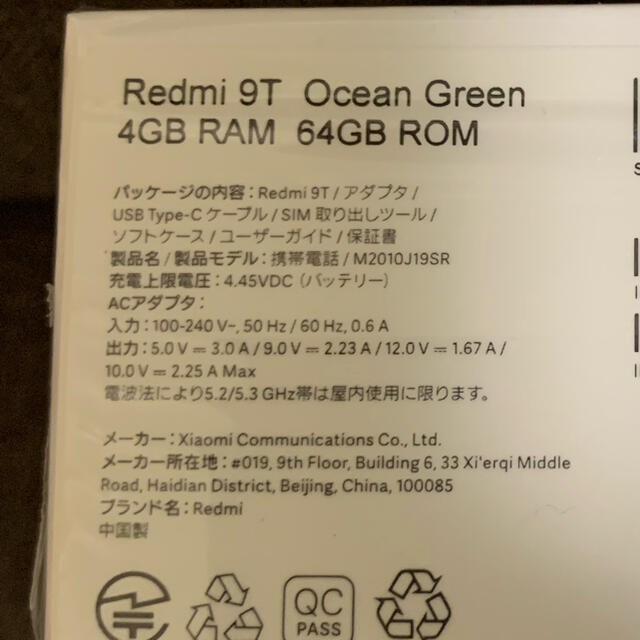 Redmi 9T Ocean Green
4GB RAM 64GB ROM
パッケージの内容：Redmi 9T / アダプタ /
USB Type-C ケーブル / SIM 取り出しツール /
ソフトケース / ユーザーガイド / 保証書
製品名 / 製品モデル：携帯電話 / M2010J19SR
充電上限電圧：4.45VDC（バッテリー）
ACアダプタ：
入力：100-240 V~, 50 Hz / 60 Hz, 0.6 A
出力：5.0 V ⎓ 3.0 A / 9.0 V ⎓ 2.23 A / 12.0 V ⎓ 1.67 A /
10.0 V ⎓ 2.25 A Max
電波法により5.2/5.3 GHz帯は屋内使用に限ります。
メーカー：Xiaomi Communications Co., Ltd.
メーカー所在地：#019, 9th Floor, Building 6, 33 Xi'erqi Middle
Road, Haidian District, Beijing, China, 100085
ブランド名：Redmi
中国製
QC
PASS